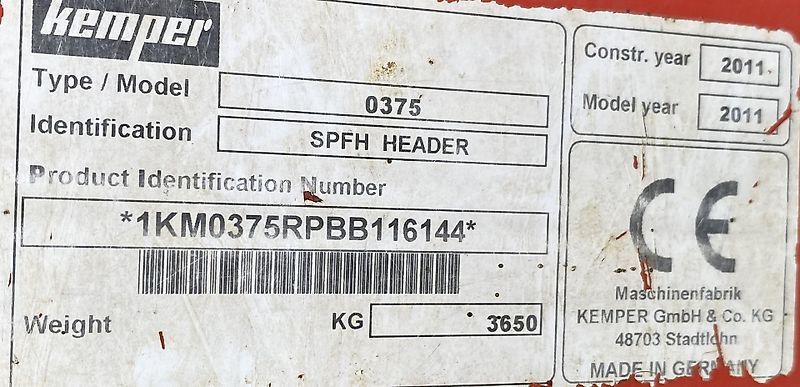 kemper
Type / Model 0375
Identification SPFH HEADER
Product Identification Number
*1KM0375RPBB116144*
Weight KG 3650
Constr. year 2011
Model year 2011
CE
Maschinenfabrik
KEMPER GmbH & Co. KG
48703 Stadtlohn
MADE IN GERMANY